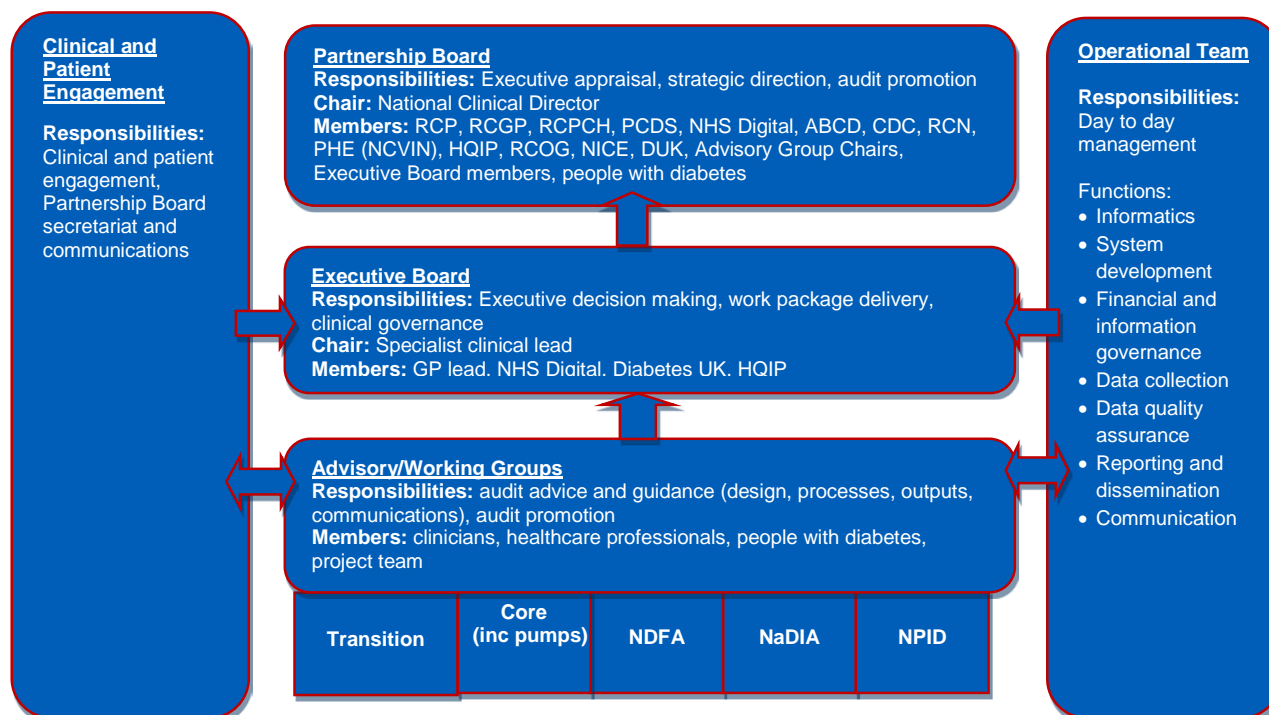 Clinical and
Patient
Engagement
Responsibilities:
Clinical and patient
engagement,
Partnership Board
secretariat and
communications
Partnership Board
Responsibilities: Executive appraisal, strategic direction, audit promotion
Chair: National Clinical Director
Members: RCP, RCGP, RCPCH, PCDS, NHS Digital, ABCD, CDC, RCN,
PHE (NCVIN), HQIP, RCOG, NICE, DUK, Advisory Group Chairs,
Executive Board members, people with diabetes
Executive Board
Responsibilities: Executive decision making, work package delivery,
clinical governance
Chair: Specialist clinical lead
Members: GP lead, NHS Digital, Diabetes UK, HQIP
Advisory/Working Groups
Responsibilities: audit advice and guidance (design, processes, outputs,
communications), audit promotion
Members: clinicians, healthcare professionals, people with diabetes,
project team
Transition
Core
(inc pumps)
NDFA
NaDIA
NPID
Operational Team
Responsibilities:
Day to day
management
Functions:
• Informatics
• System
development
• Financial and
information
governance
• Data collection
• Data quality
assurance
• Reporting and
dissemination
• Communication